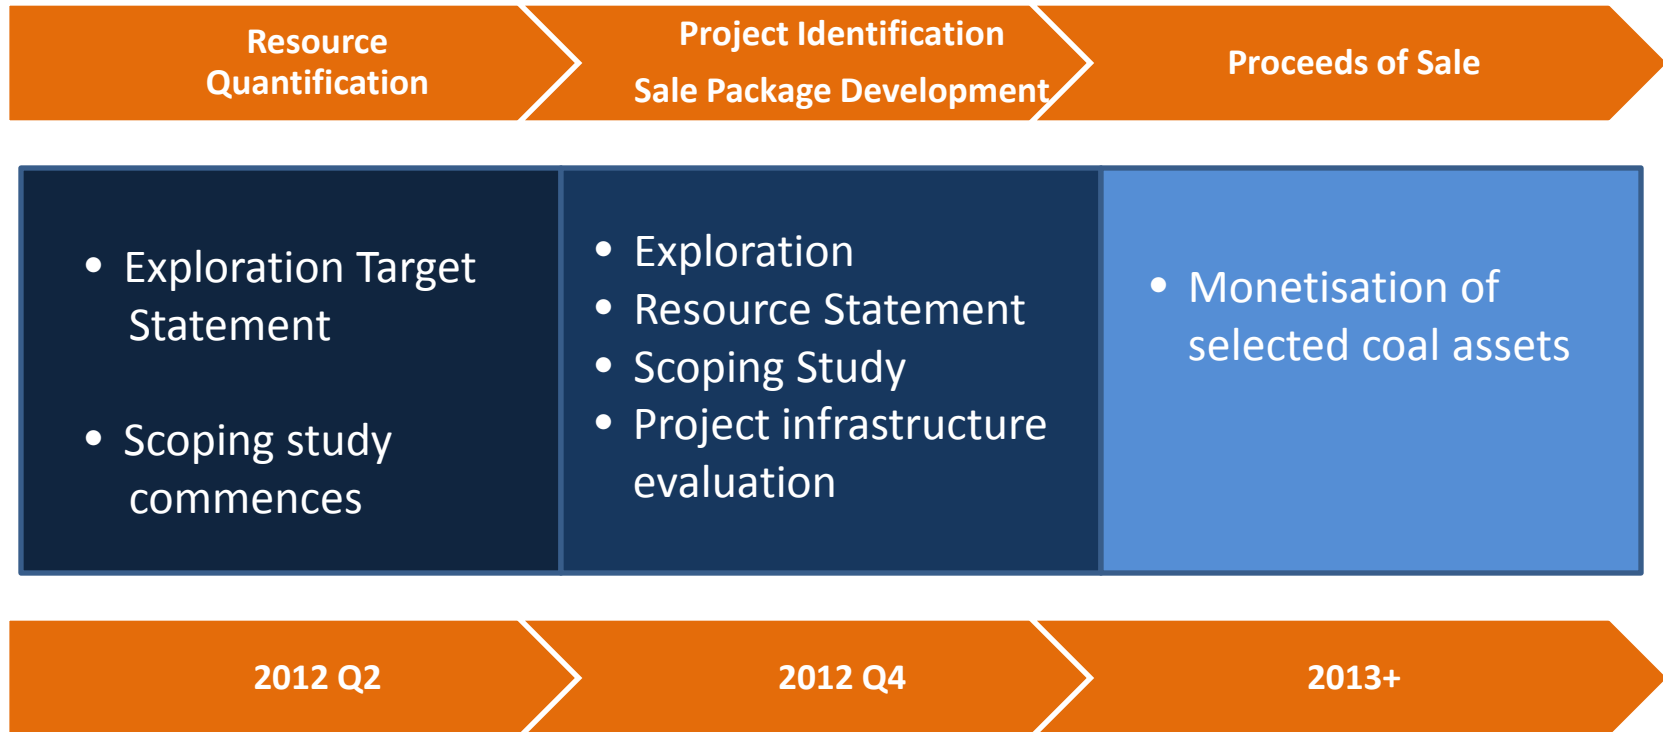 Resource
Quantification
Project Identification
Sale Package Development
Proceeds of Sale
• Exploration Target
Statement
• Scoping study
commences
• Exploration
• Resource Statement
• Scoping Study
• Project infrastructure
evaluation
• Monetisation of
selected coal assets
2012 Q2
2012 Q4
2013+